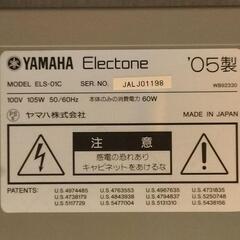 YAMAHA Electone '05製
MODEL ELS-01C SER NO. JALJ01198 WB92330
100V 105W 50/60Hz 本体のみの消費電力 60W
ヤマハ株式会社 MADE IN JAPAN
注意
感電の恐れあり
キャビネットをあけるな
PATENTS
U.S.4974485 U.S.4763553 U.S.4967635 U.S.4731835
U.S.4738179 U.S.4843938 U.S.4794837 U.S.5250748
U.S.5117729 U.S.5477004 U.S.5131310 U.S.5438156